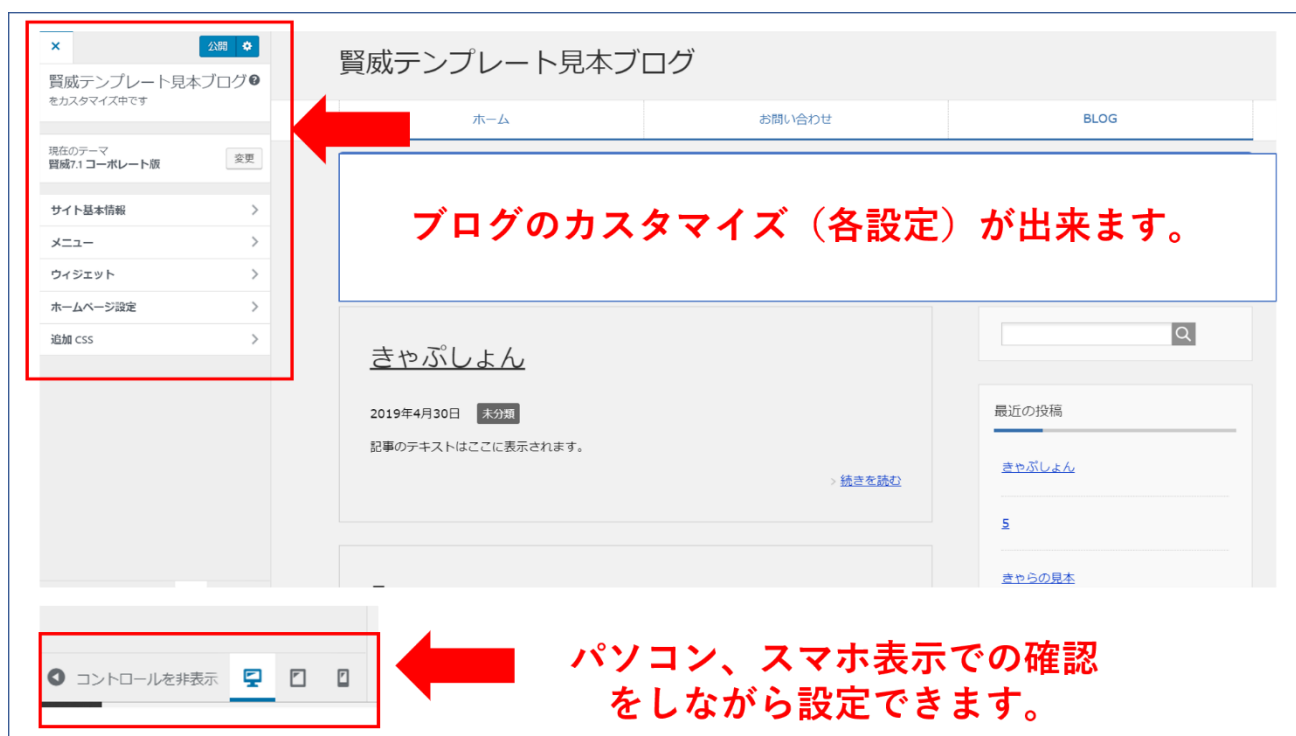 公開
賢威テンプレート見本ブログ
をカスタマイズ中です
現在のテーマ
賢威7.1 コーポレート版
変更
サイト基本情報
メニュー
ウィジェット
ホームページ設定
追加 CSS
賢威テンプレート見本ブログ
ホーム
お問い合わせ
BLOG
ブログのカスタマイズ（各設定）が出来ます。
きゃぷしょん
2019年4月30日 未分類
記事のテキストはここに表示されます。
続きを読む
最近の投稿
きゃぷしょん
5
きゃらの見本
コントロールを非表示
パソコン、スマホ表示での確認
をしながら設定できます。